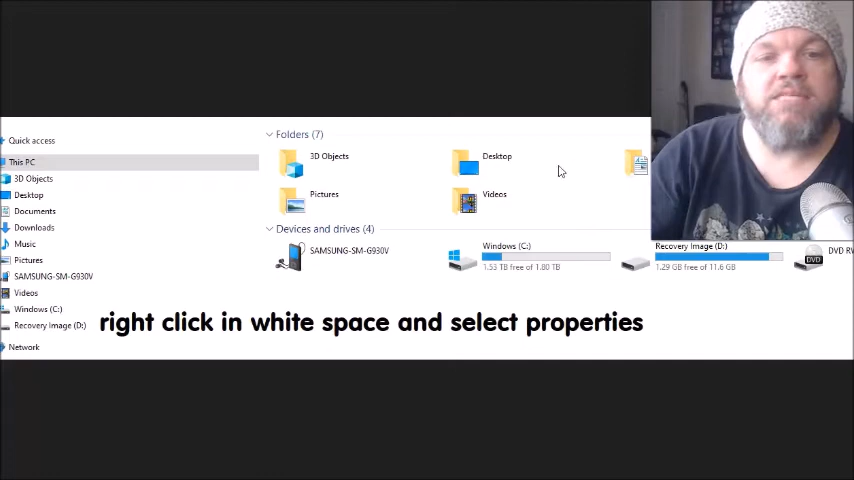 Quick access
This PC
3D Objects
Desktop
Documents
Downloads
Music
Pictures
SAMSUNG-SM-G930V
Videos
Windows (C:)
Recovery Image (D:)
Network
Folders (7)
3D Objects
Desktop
Pictures
Videos
Devices and drives (4)
SAMSUNG-SM-G930V
Windows (C:)
1.53 TB free of 1.80 TB
Recovery Image (D:)
1.29 GB free of 11.6 GB
DVD
DVD RW
right click in white space and select properties